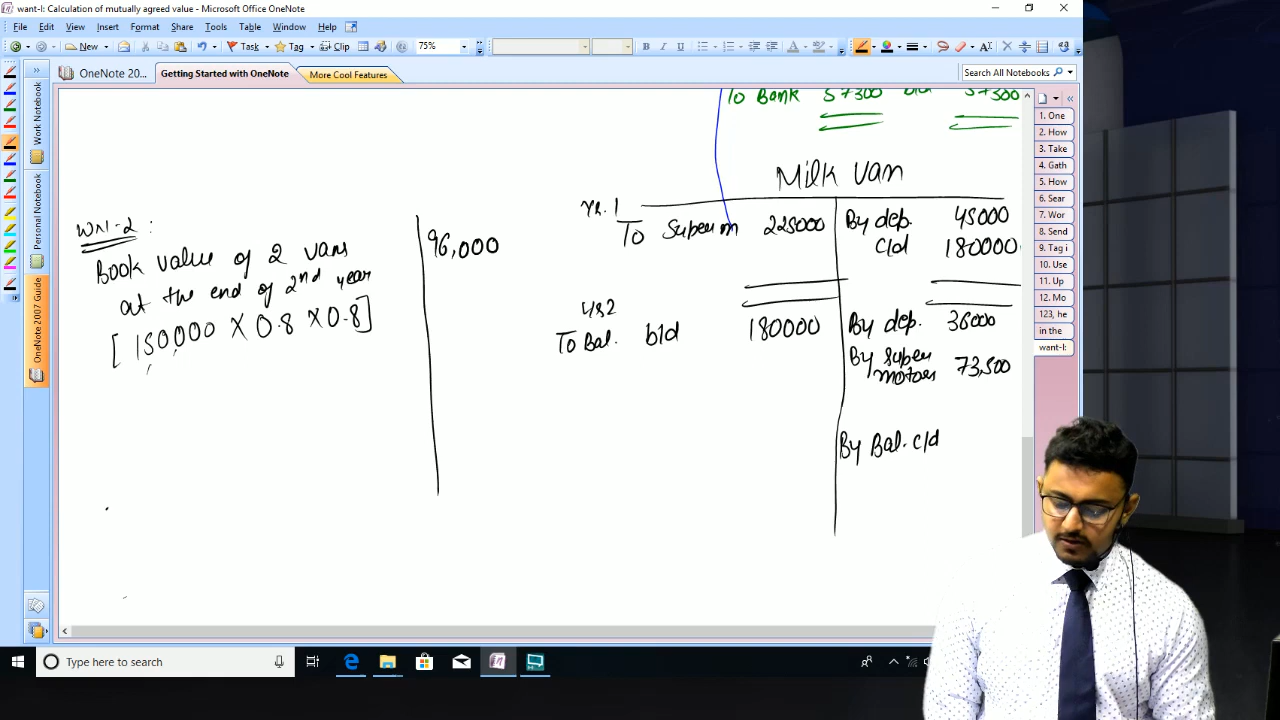 want-l: Calculation of mutually agreed value - Microsoft Office OneNote
File Edit View Insert Format Share Tools Table Window Help
New Task Tag Clip 75% B I U
OneNote 20... Getting Started with OneNote More Cool Features Search All Notebooks
Work Notebook
Personal Notebook
OneNote 2007 Guide
1. One
2. How
3. Take
4. Gath
5. How
6. Sear
7. Wor
8. Send
9. Tag i
10. Use
11. Up
12. Mo
123, he
in the
want-l:
To Bank 57300 57300
Milk Van
Yr. 1
To Super m 225000 By dep. 45000
c/d 180000
yr2
To Bal. b/d 180000 By dep. 36000
By super motors 73,500
By Bal. c/d
WN-2 :
Book value of 2 vans 96,000
at the end of 2nd year
[ 150,000 X 0.8 X 0.8]
Type here to search